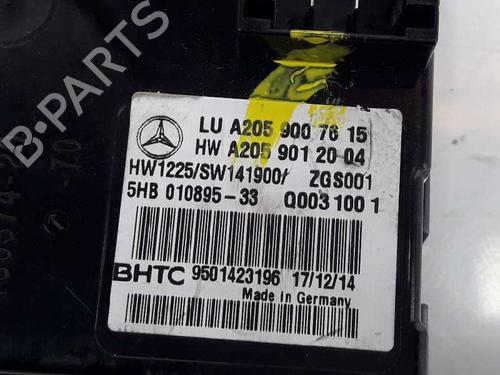 LU A205 900 76 15
HW A205 901 20 04
HW1225/SW141900/ ZGS001
5HB 010895-33 Q003 100 1
BHTC 9501423196 17/12/14
Made in Germany